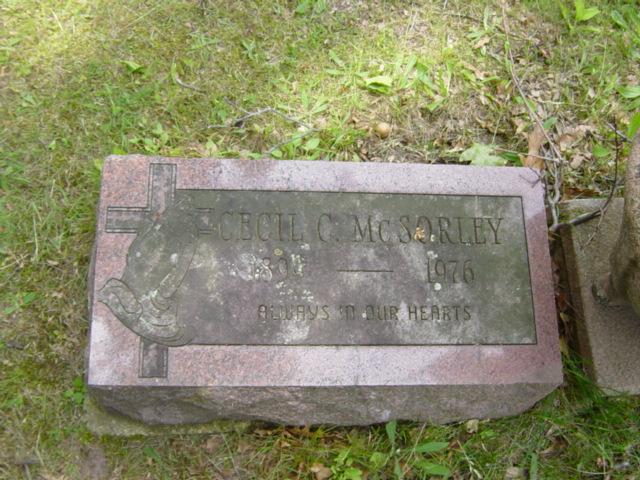 CECIL C. McSORLEY
— 1976
ALWAYS IN OUR HEARTS